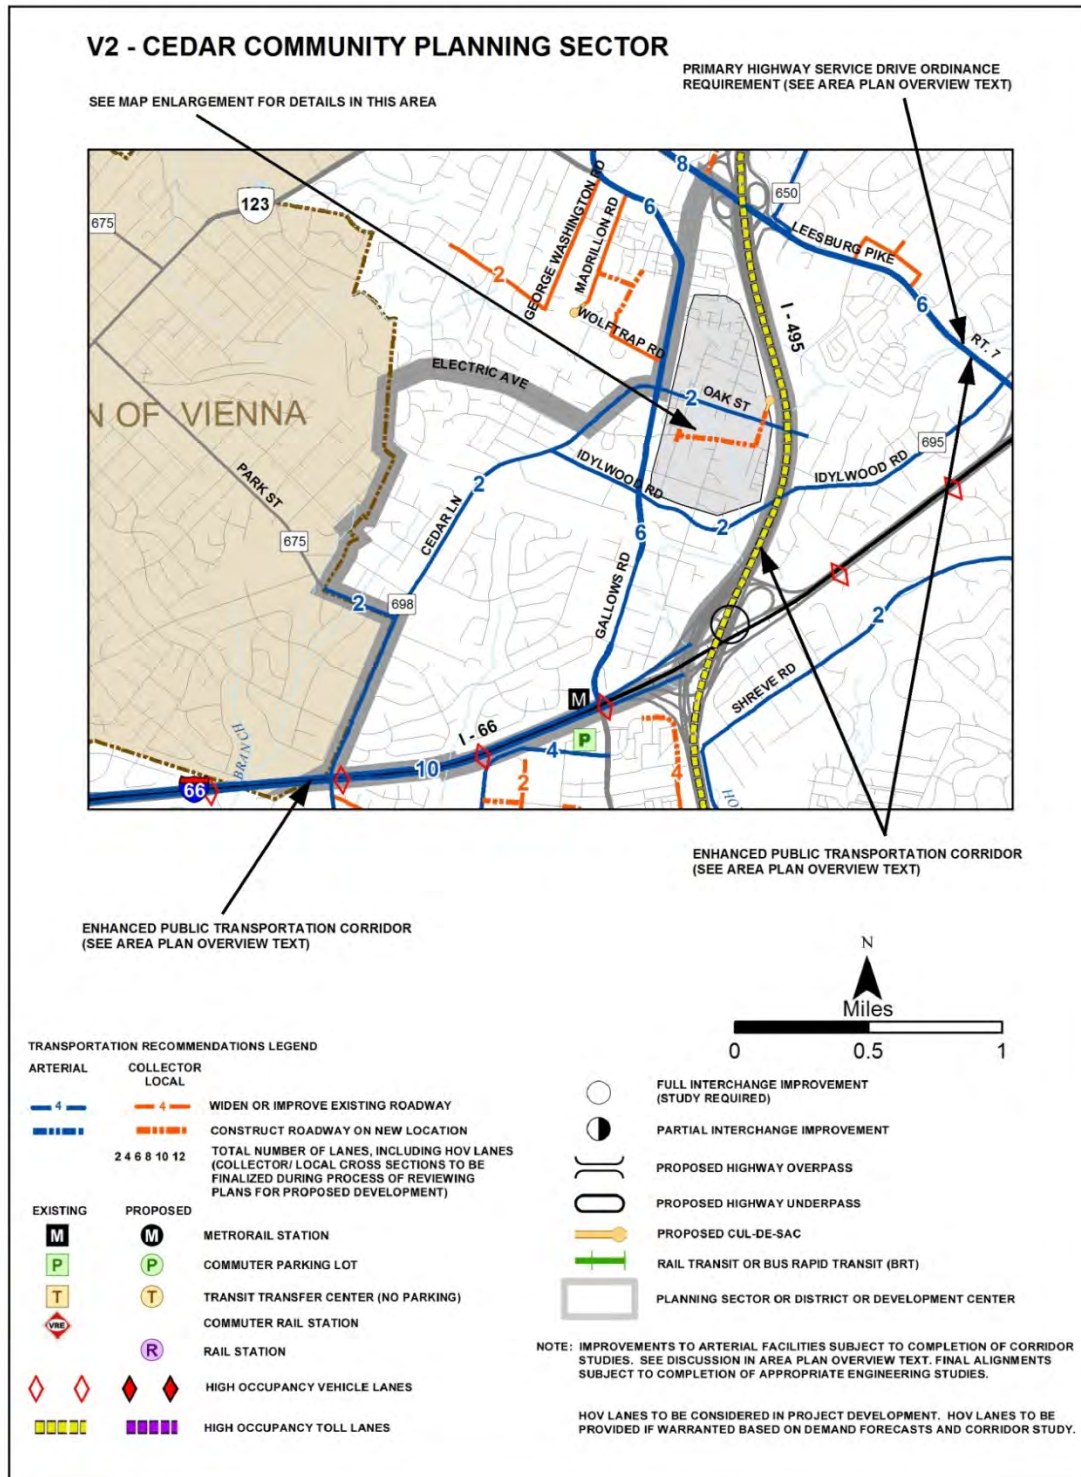 V2 - CEDAR COMMUNITY PLANNING SECTOR
PRIMARY HIGHWAY SERVICE DRIVE ORDINANCE
REQUIREMENT (SEE AREA PLAN OVERVIEW TEXT)
SEE MAP ENLARGEMENT FOR DETAILS IN THIS AREA
8
123
675
650
6
GEORGE WASHINGTON RD
MADRILLON RD
LEESBURG PIKE
2
WOLFTRAP RD
I - 495
6
RT. 7
ELECTRIC AVE
2
OAK ST
N OF VIENNA
695
IDYLWOOD RD
IDYLWOOD RD
PARK ST
CEDAR LN
2
2
6
675
GALLOWS RD
2
698
2
SHREVE RD
M
I - 66
P
BRANCH
10
4
2
4
66
HO
ENHANCED PUBLIC TRANSPORTATION CORRIDOR
(SEE AREA PLAN OVERVIEW TEXT)
ENHANCED PUBLIC TRANSPORTATION CORRIDOR
(SEE AREA PLAN OVERVIEW TEXT)
N
Miles
0 0.5 1
TRANSPORTATION RECOMMENDATIONS LEGEND
ARTERIAL COLLECTOR
LOCAL
4 4 WIDEN OR IMPROVE EXISTING ROADWAY
CONSTRUCT ROADWAY ON NEW LOCATION
2 4 6 8 10 12 TOTAL NUMBER OF LANES, INCLUDING HOV LANES
(COLLECTOR/ LOCAL CROSS SECTIONS TO BE
FINALIZED DURING PROCESS OF REVIEWING
PLANS FOR PROPOSED DEVELOPMENT)
EXISTING PROPOSED
M M METRORAIL STATION
P P COMMUTER PARKING LOT
T T TRANSIT TRANSFER CENTER (NO PARKING)
VRE COMMUTER RAIL STATION
R RAIL STATION
HIGH OCCUPANCY VEHICLE LANES
HIGH OCCUPANCY TOLL LANES
FULL INTERCHANGE IMPROVEMENT
(STUDY REQUIRED)
PARTIAL INTERCHANGE IMPROVEMENT
PROPOSED HIGHWAY OVERPASS
PROPOSED HIGHWAY UNDERPASS
PROPOSED CUL-DE-SAC
RAIL TRANSIT OR BUS RAPID TRANSIT (BRT)
PLANNING SECTOR OR DISTRICT OR DEVELOPMENT CENTER
NOTE: IMPROVEMENTS TO ARTERIAL FACILITIES SUBJECT TO COMPLETION OF CORRIDOR
STUDIES. SEE DISCUSSION IN AREA PLAN OVERVIEW TEXT. FINAL ALIGNMENTS
SUBJECT TO COMPLETION OF APPROPRIATE ENGINEERING STUDIES.
HOV LANES TO BE CONSIDERED IN PROJECT DEVELOPMENT. HOV LANES TO BE
PROVIDED IF WARRANTED BASED ON DEMAND FORECASTS AND CORRIDOR STUDY.